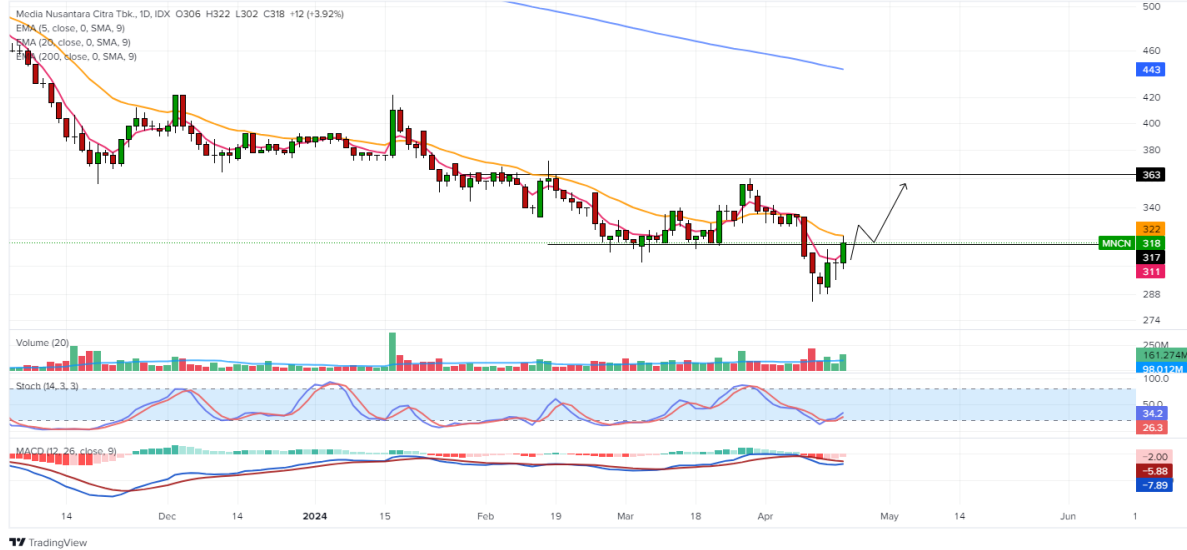 Media Nusantara Citra Tbk., 1D, IDX O306 H322 L302 C318 +12 (+3.92%)
EMA (5, close, 0, SMA, 9)
EMA (20, close, 0, SMA, 9)
EMA (200, close, 0, SMA, 9)
500
460
443
420
400
380
363
340
322
MNCN 318
317
311
288
274
Volume (20)
250M
161.274M
98.012M
Stoch (14, 3, 3)
100.0
50.0
34.2
26.3
MACD (12, 26, close, 9)
−2.00
−5.88
−7.89
14 Dec 14 2024 15 Feb 19 Mar 18 Apr May 14 Jun 1
TradingView